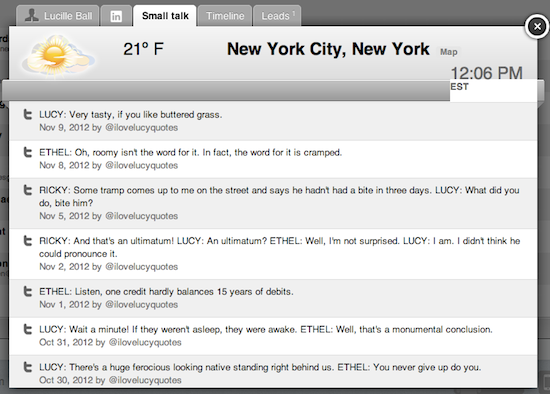 Lucille Ball
in
Small talk
Timeline
Leads 1
21° F
New York City, New York Map
12:06 PM
EST
LUCY: Very tasty, if you like buttered grass.
Nov 9, 2012 by @ilovelucyquotes
ETHEL: Oh, roomy isn't the word for it. In fact, the word for it is cramped.
Nov 8, 2012 by @ilovelucyquotes
RICKY: Some tramp comes up to me on the street and says he hadn't had a bite in three days. LUCY: What did you
do, bite him?
Nov 5, 2012 by @ilovelucyquotes
RICKY: And that's an ultimatum! LUCY: An ultimatum? ETHEL: Well, I'm not surprised. LUCY: I am. I didn't think he
could pronounce it.
Nov 2, 2012 by @ilovelucyquotes
ETHEL: Listen, one credit hardly balances 15 years of debits.
Nov 1, 2012 by @ilovelucyquotes
LUCY: Wait a minute! If they weren't asleep, they were awake. ETHEL: Well, that's a monumental conclusion.
Oct 31, 2012 by @ilovelucyquotes
LUCY: There's a huge ferocious looking native standing right behind us. ETHEL: You never give up do you.
Oct 30, 2012 by @ilovelucyquotes